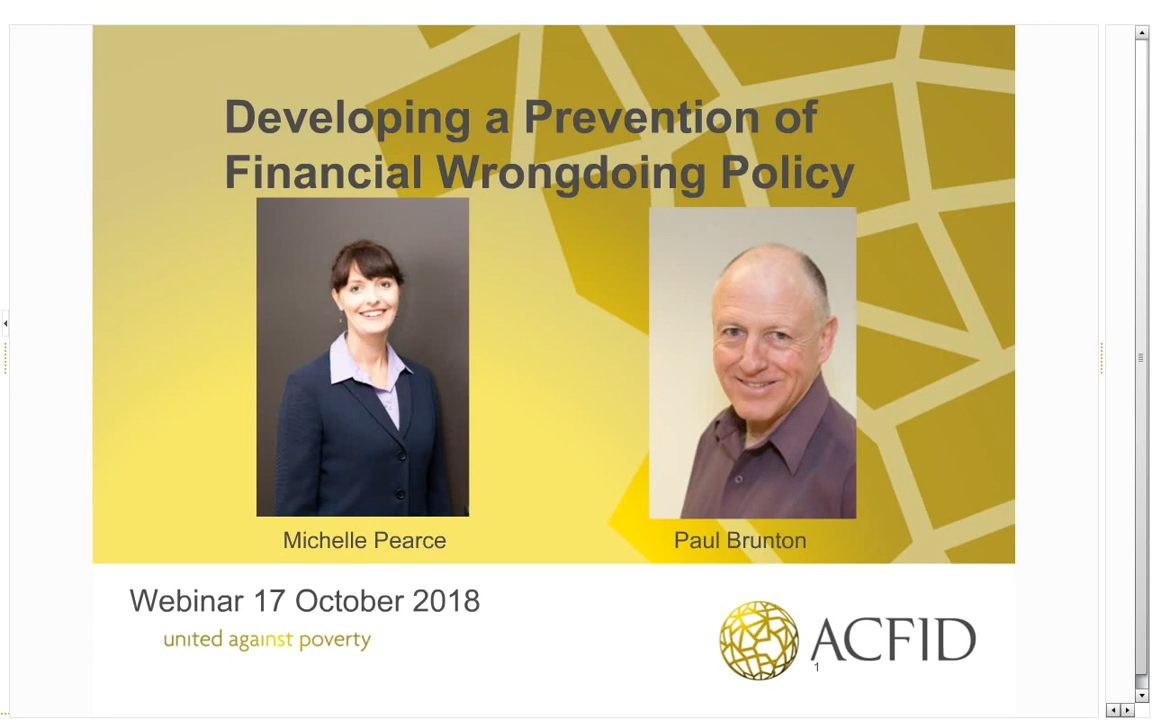 Developing a Prevention of
Financial Wrongdoing Policy
Michelle Pearce
Paul Brunton
Webinar 17 October 2018
united against poverty
ACFID
1